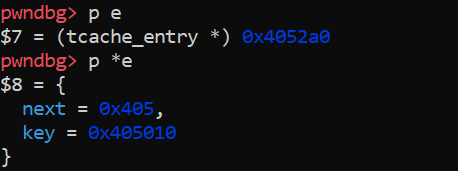 pwndbg> p e
$7 = (tcache_entry *) 0x4052a0
pwndbg> p *e
$8 = {
  next = 0x405,
  key = 0x405010
}